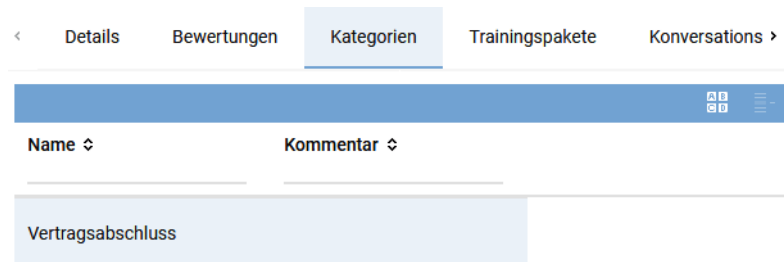 Details Bewertungen Kategorien Trainingspakete Konversations
A B
C D
Name Kommentar
Vertragsabschluss